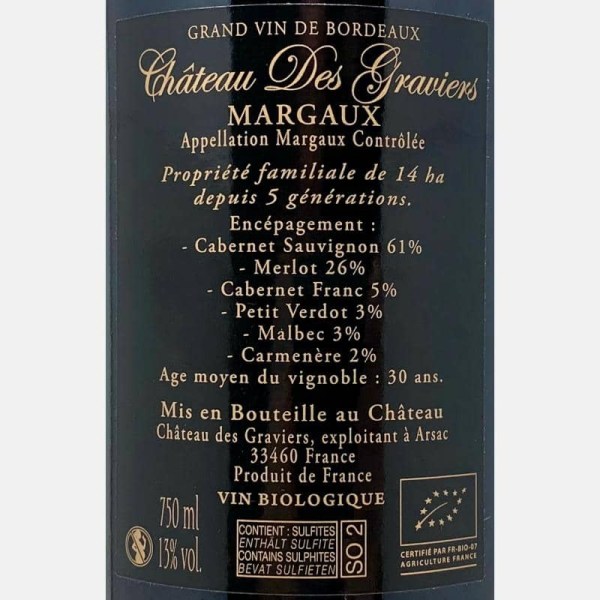 GRAND VIN DE BORDEAUX
Château Des Graviers
MARGAUX
Appellation Margaux Contrôlée
Propriété familiale de 14 ha
depuis 5 générations.
Encépagement :
- Cabernet Sauvignon 61%
- Merlot 26%
- Cabernet Franc 5%
- Petit Verdot 3%
- Malbec 3%
- Carmenère 2%
Age moyen du vignoble : 30 ans.
Mis en Bouteille au Château
Château des Graviers, exploitant à Arsac
33460 France
Produit de France
VIN BIOLOGIQUE
750 ml
13% vol.
CONTIENT : SULFITES
ENTHÄLT SULFITE
CONTAINS SULPHITES
BEVAT SULFIETEN
SO2
CERTIFIÉ PAR FR-BIO-07
AGRICULTURE FRANCE